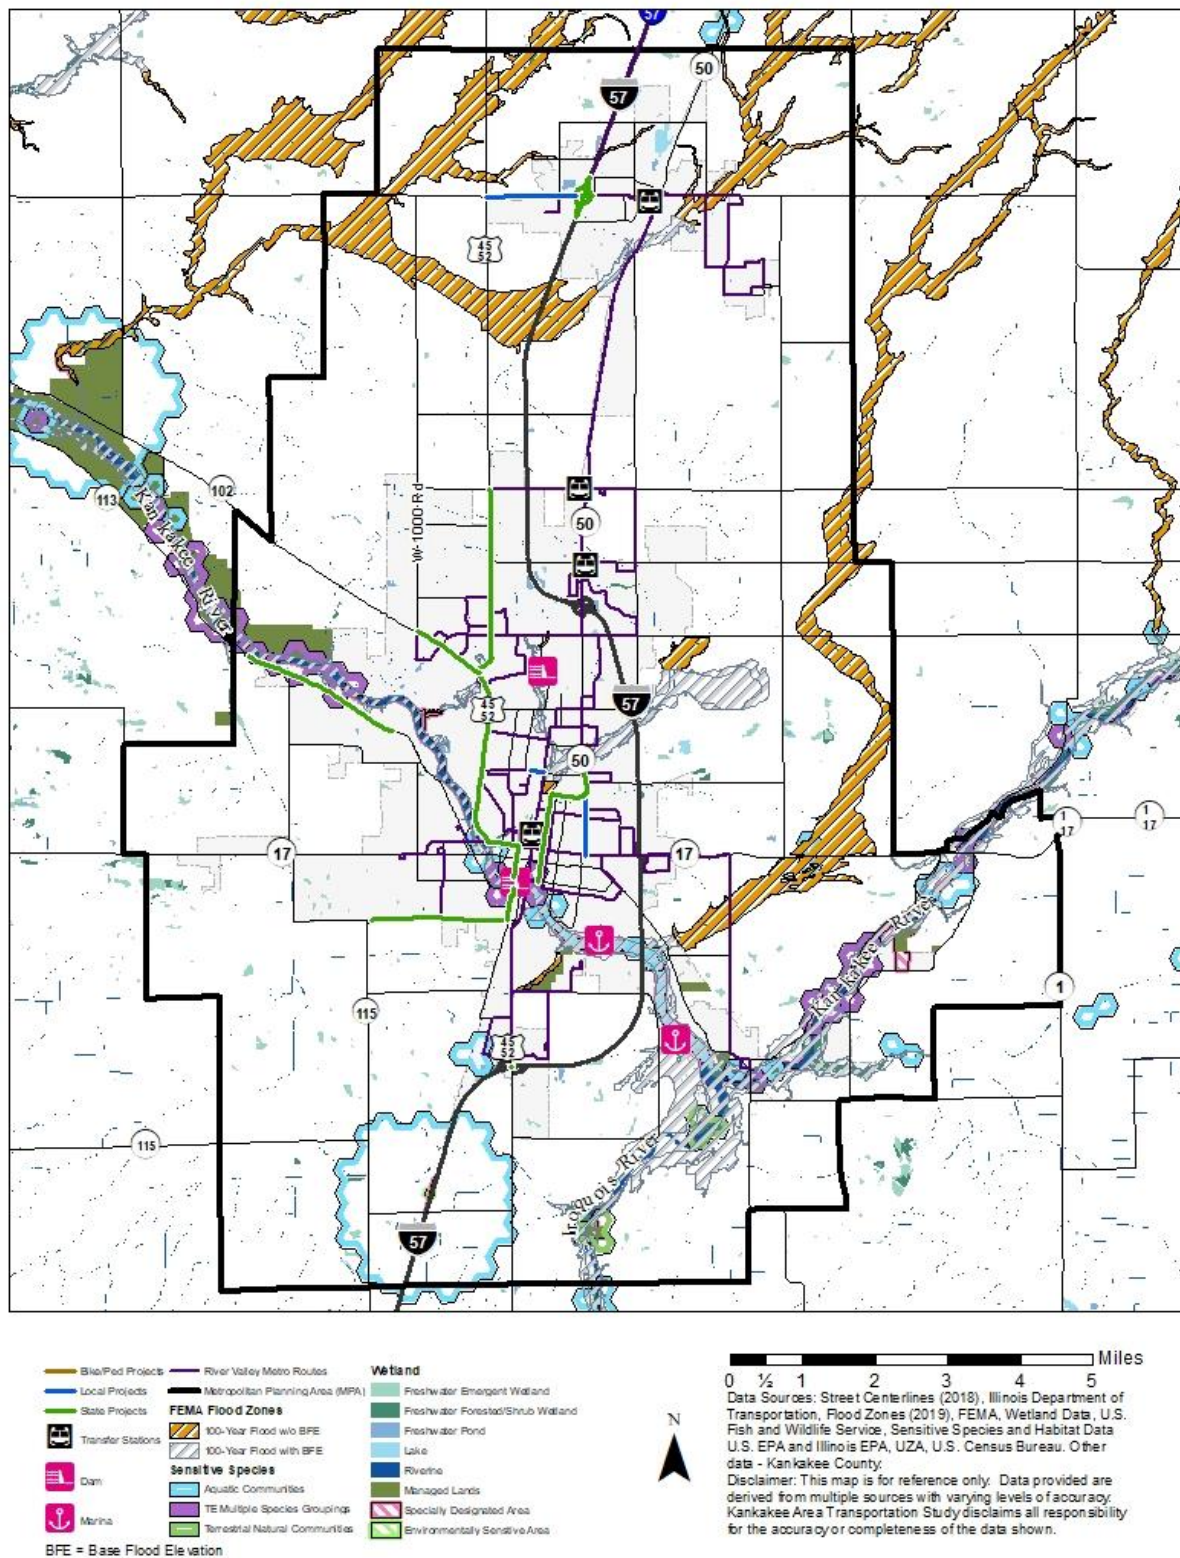 57
50
57
45
52
50
102
113
Kankakee
River
W 1000 Rd
57
45
52
50
17
17
1
17
1
17
Kankakee River
1
115
45
52
115
Iroquois River
57
Bike/Ped Projects
Local Projects
State Projects
Transfer Stations
Dam
Marina
BFE = Base Flood Elevation
River Valley Metro Routes
Metropolitan Planning Area (MPA)
FEMA Flood Zones
100-Year Flood w/o BFE
100-Year Flood with BFE
Sensitive Species
Aquatic Communities
TE Multiple Species Groupings
Terrestrial Natural Communities
Wetland
Freshwater Emergent Wetland
Freshwater Forested/Shrub Wetland
Freshwater Pond
Lake
Riverine
Managed Lands
Specially Designated Area
Environmentally Senstive Area
N
Miles
0 ½ 1 2 3 4 5
Data Sources: Street Centerlines (2018), Illinois Department of
Transportation, Flood Zones (2019), FEMA, Wetland Data, U.S.
Fish and Wildlife Service, Sensitive Species and Habitat Data
U.S. EPA and Illinois EPA, UZA, U.S. Census Bureau. Other
data - Kankakee County.
Disclaimer: This map is for reference only. Data provided are
derived from multiple sources with varying levels of accuracy.
Kankakee Area Transportation Study disclaims all responsibility
for the accuracy or completeness of the data shown.